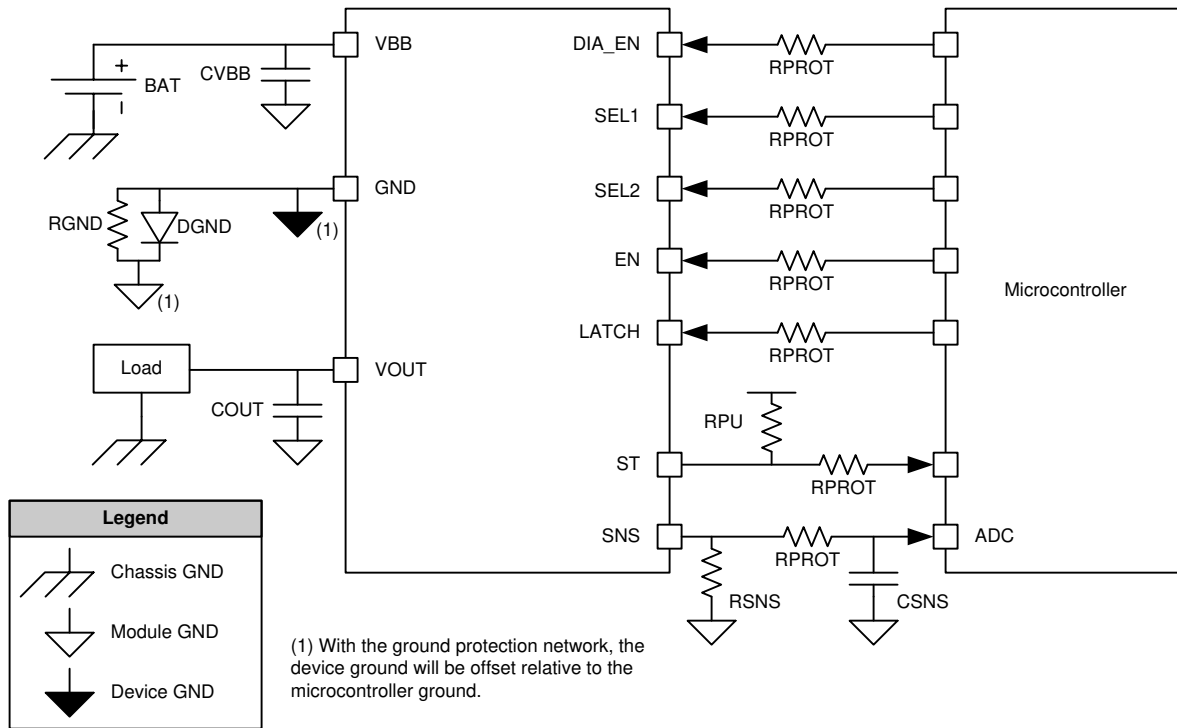 VBB
DIA_EN
RPROT
+
BAT
CVBB
SEL1
RPROT
GND
SEL2
RPROT
RGND
DGND
(1)
(1)
EN
RPROT
Microcontroller
LATCH
RPROT
Load
VOUT
COUT
RPU
ST
RPROT
SNS
RPROT
ADC
RSNS
CSNS
Legend
Chassis GND
Module GND
Device GND
(1) With the ground protection network, the
device ground will be offset relative to the
microcontroller ground.